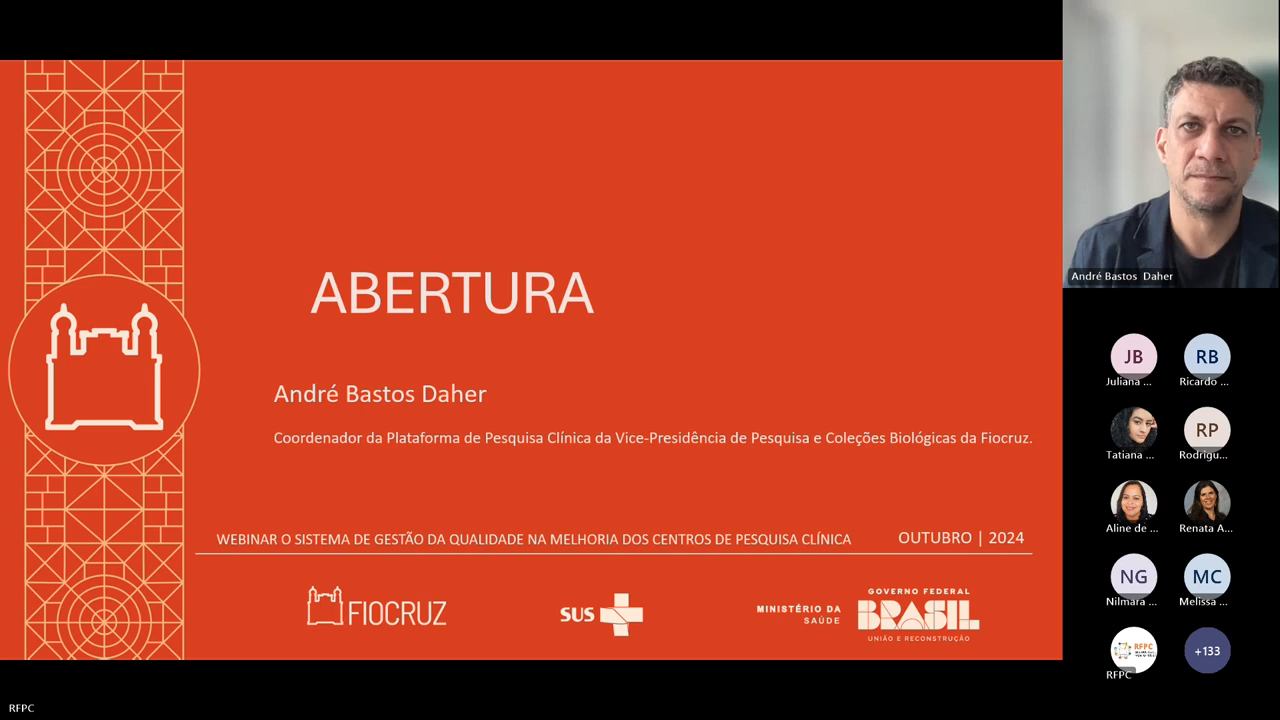 ABERTURA
André Bastos Daher
Coordenador da Plataforma de Pesquisa Clínica da Vice-Presidência de Pesquisa e Coleções Biológicas da Fiocruz.
WEBINAR O SISTEMA DE GESTÃO DA QUALIDADE NA MELHORIA DOS CENTROS DE PESQUISA CLÍNICA
OUTUBRO | 2024
FIOCRUZ
SUS
MINISTÉRIO DA
SAÚDE
GOVERNO FEDERAL
BRASIL
UNIÃO E RECONSTRUÇÃO
André Bastos Daher
JB
Juliana ...
RB
Ricardo ...
Tatiana ...
RP
Rodrigu...
Aline de ...
Renata A...
NG
Nilmara ...
MC
Melissa ...
RFPC
RFPC
+133
RFPC